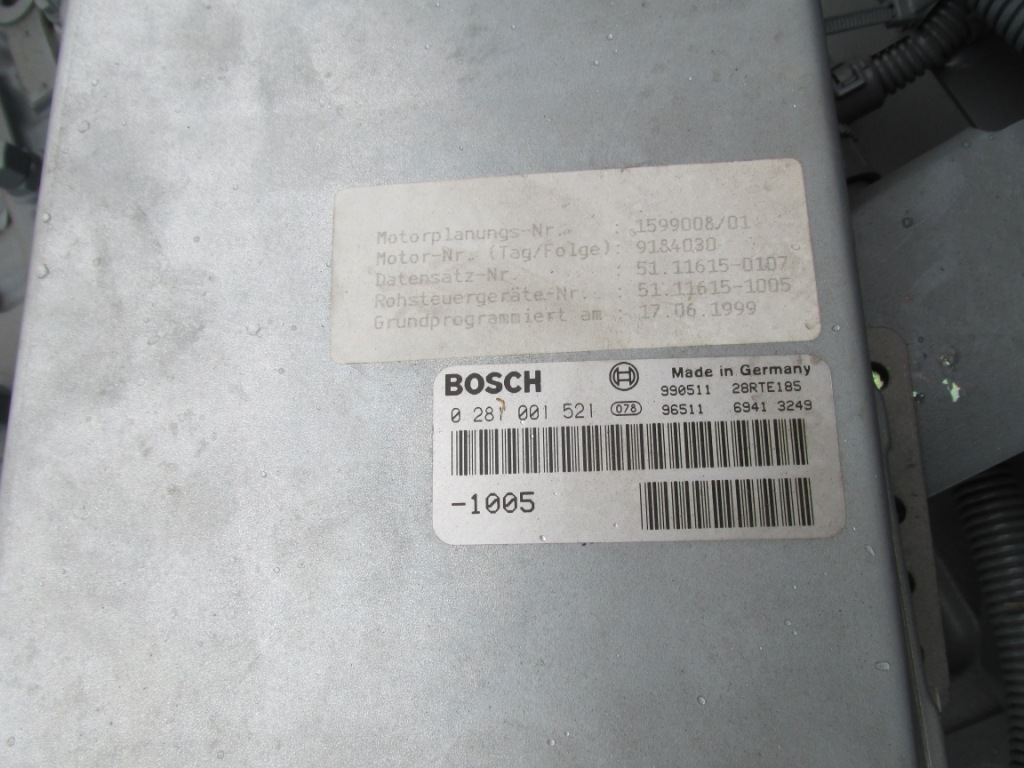 Motorplanungs-Nr. : 1599008/01
Motor-Nr. (Tag/Folge): 9184030
Datensatz-Nr. : 51.11615-0107
Rohsteuergeräte-Nr. : 51.11615-1005
Grundprogrammiert am : 17.06.1999
BOSCH Made in Germany
990511 28RTE185
0 281 001 521 078 96511 6941 3249
-1005